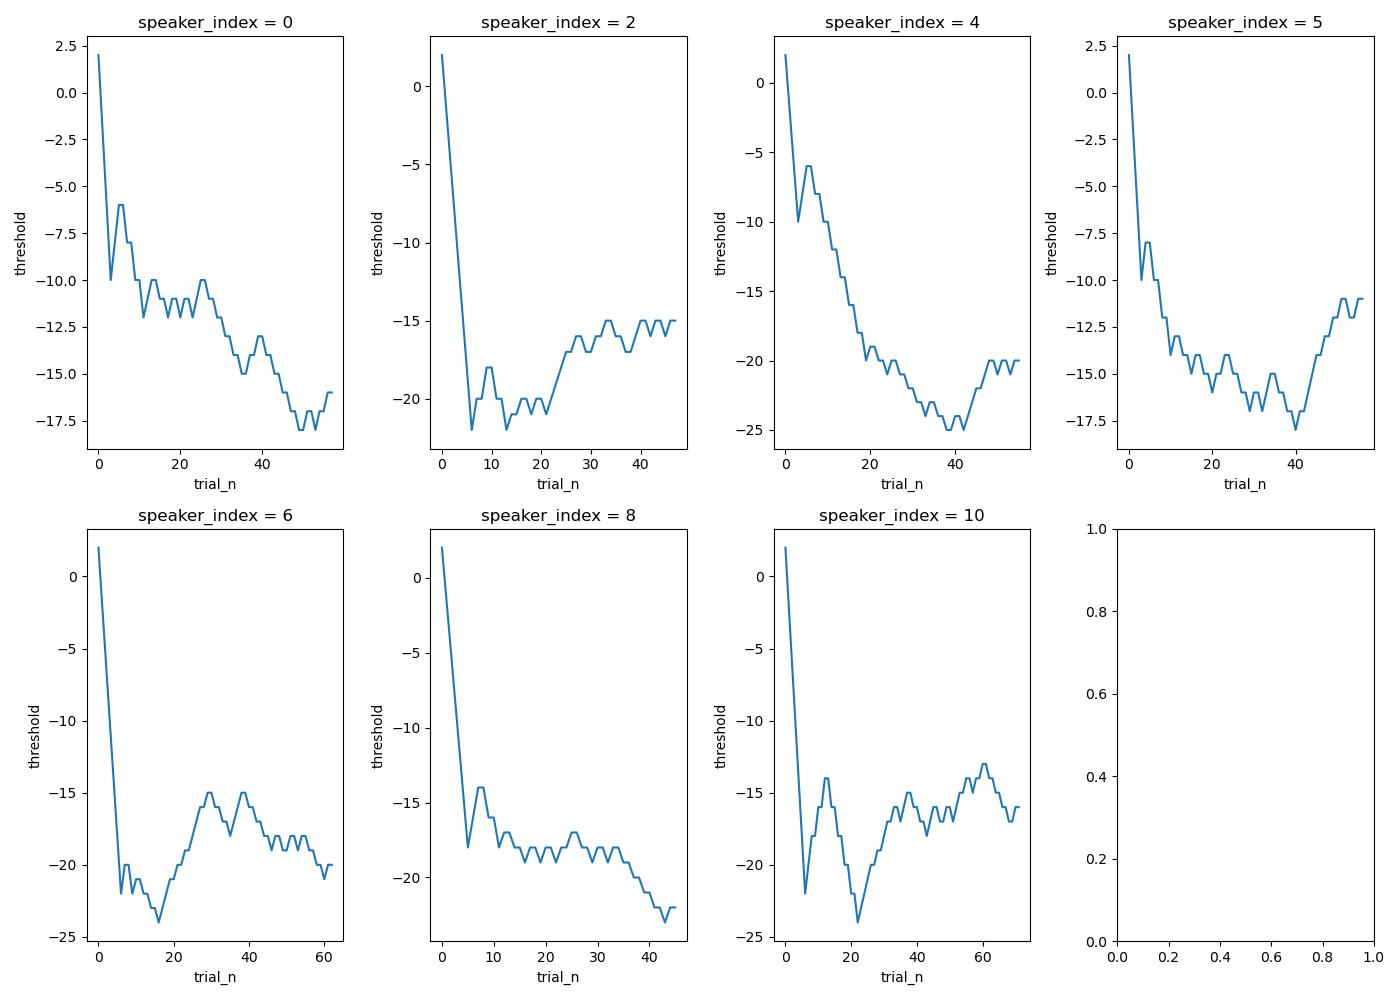 speaker_index = 0
2.5
0.0
−2.5
−5.0
−7.5
−10.0
−12.5
−15.0
−17.5
threshold
0 20 40
trial_n
speaker_index = 2
0
−5
−10
−15
−20
threshold
0 10 20 30 40
trial_n
speaker_index = 4
0
−5
−10
−15
−20
−25
threshold
0 20 40
trial_n
speaker_index = 5
2.5
0.0
−2.5
−5.0
−7.5
−10.0
−12.5
−15.0
−17.5
threshold
0 20 40
trial_n
speaker_index = 6
0
−5
−10
−15
−20
−25
threshold
0 20 40 60
trial_n
speaker_index = 8
0
−5
−10
−15
−20
threshold
0 10 20 30 40
trial_n
speaker_index = 10
0
−5
−10
−15
−20
−25
threshold
0 20 40 60
trial_n
1.0
0.8
0.6
0.4
0.2
0.0
0.0 0.2 0.4 0.6 0.8 1.0